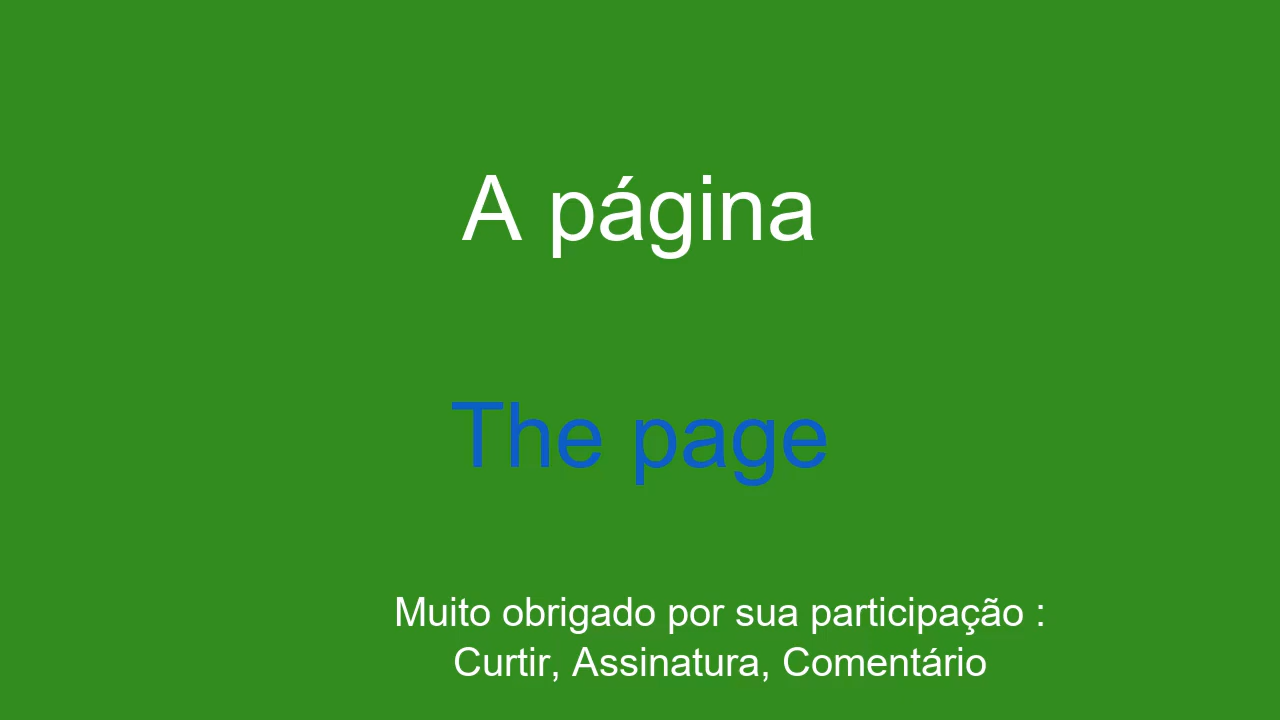 A página
The page
Muito obrigado por sua participação :
Curtir, Assinatura, Comentário